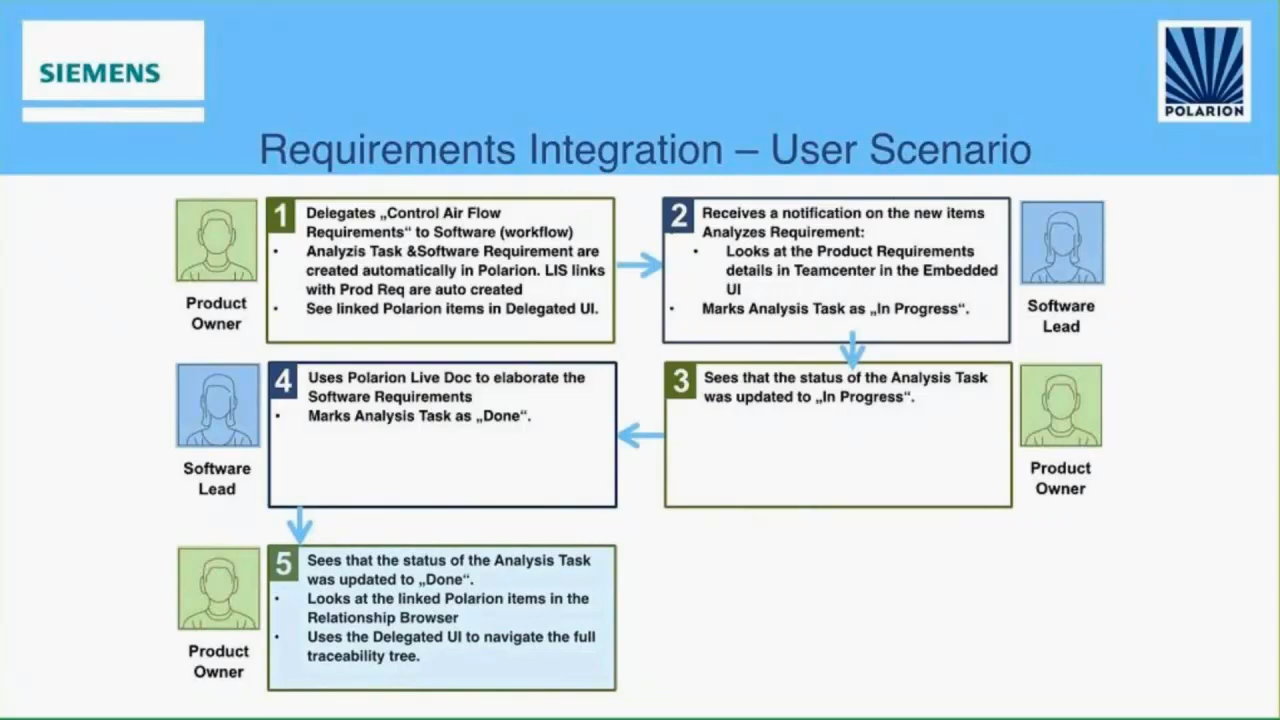 SIEMENS
POLARION
Requirements Integration – User Scenario
Product
Owner
1
Delegates „Control Air Flow
Requirements“ to Software (workflow)
• Analyzis Task &Software Requirement are
created automatically in Polarion. LIS links
with Prod Req are auto created
• See linked Polarion items in Delegated UI.
2
Receives a notification on the new items
Analyzes Requirement:
• Looks at the Product Requirements
details in Teamcenter in the Embedded
UI
• Marks Analysis Task as „In Progress“.
Software
Lead
3
Sees that the status of the Analysis Task
was updated to „In Progress“.
Product
Owner
Software
Lead
4
Uses Polarion Live Doc to elaborate the
Software Requirements
• Marks Analysis Task as „Done“.
Product
Owner
5
Sees that the status of the Analysis Task
was updated to „Done“.
• Looks at the linked Polarion items in the
Relationship Browser
• Uses the Delegated UI to navigate the full
traceability tree.